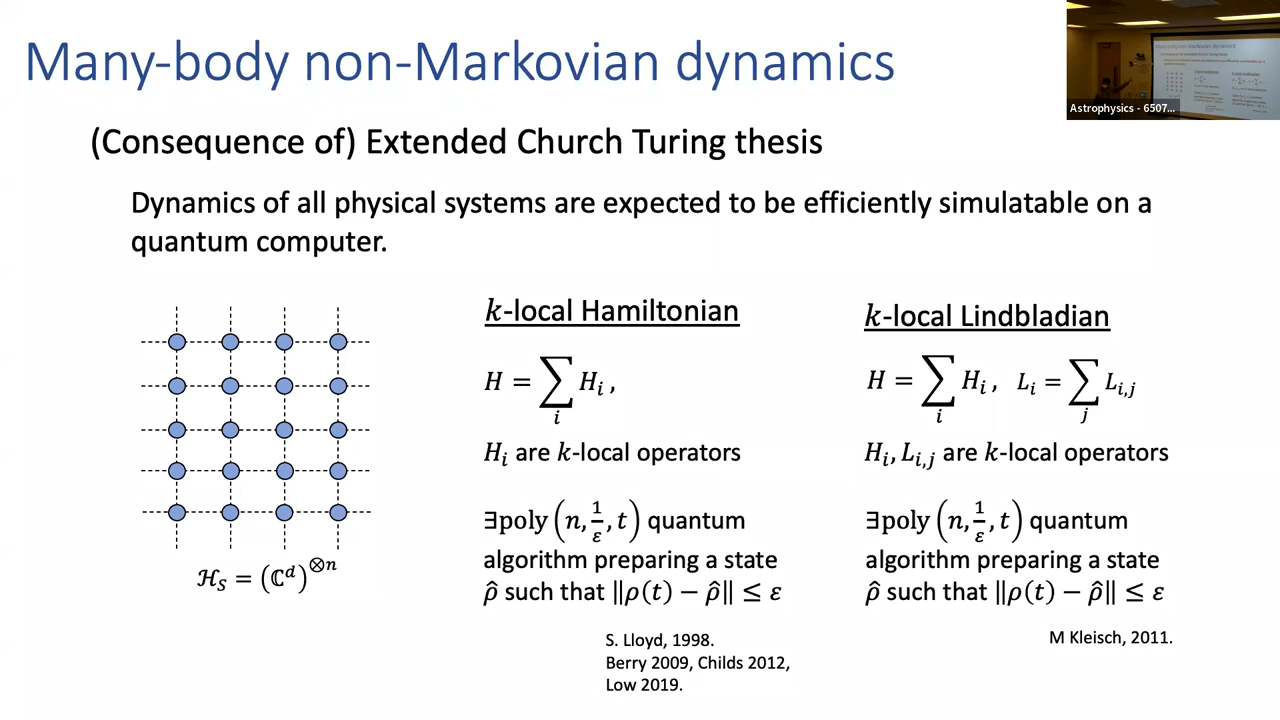 Many-body non-Markovian dynamics
Astrophysics - 6507...
(Consequence of) Extended Church Turing thesis
Dynamics of all physical systems are expected to be efficiently simulatable on a
quantum computer.
k-local Hamiltonian
H = ∑_i H_i ,
H_i are k-local operators
∃poly(n, 1/ε, t) quantum
algorithm preparing a state
ρ̂ such that ‖ρ(t) − ρ̂‖ ≤ ε
S. Lloyd, 1998.
Berry 2009, Childs 2012,
Low 2019.
k-local Lindbladian
H = ∑_i H_i, L_i = ∑_j L_{i,j}
H_i, L_{i,j} are k-local operators
∃poly(n, 1/ε, t) quantum
algorithm preparing a state
ρ̂ such that ‖ρ(t) − ρ̂‖ ≤ ε
M Kleisch, 2011.
ℋ_S = (ℂ^d)^{⊗n}